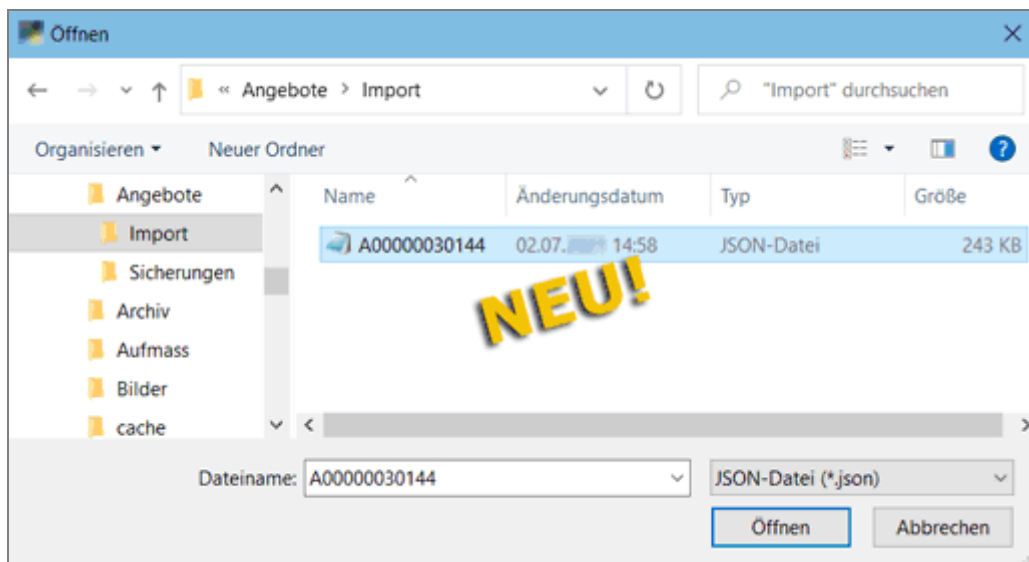 Öffnen
« Angebote > Import
"Import" durchsuchen
Organisieren
Neuer Ordner
Name Änderungsdatum Typ Größe
Angebote
Import
Sicherungen
Archiv
Aufmass
Bilder
cache
A00000030144 02.07. 14:58 JSON-Datei 243 KB
NEU!
Dateiname: A00000030144 JSON-Datei (*.json)
Öffnen Abbrechen